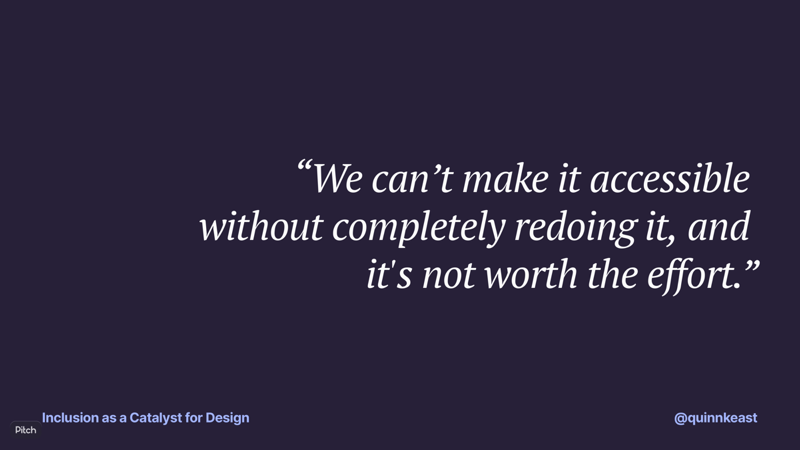 “We can’t make it accessible
without completely redoing it, and
it's not worth the effort.”
Inclusion as a Catalyst for Design
@quinnkeast
Pitch